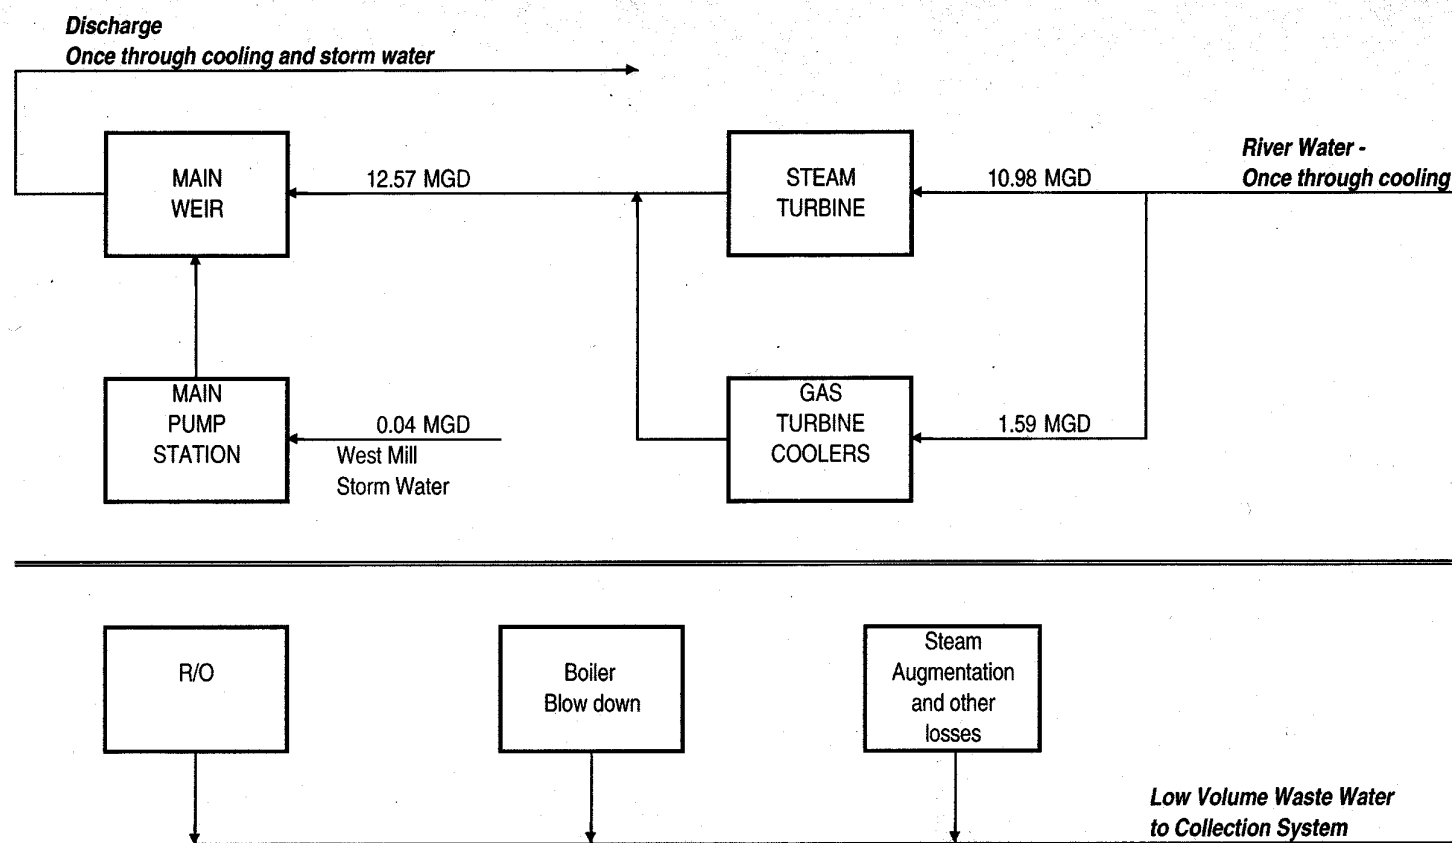 Discharge
Once through cooling and storm water
MAIN
WEIR
12.57 MGD
STEAM
TURBINE
10.98 MGD
River Water -
Once through cooling
MAIN
PUMP
STATION
0.04 MGD
West Mill
Storm Water
GAS
TURBINE
COOLERS
1.59 MGD
R/O
Boiler
Blow down
Steam
Augmentation
and other
losses
Low Volume Waste Water
to Collection System